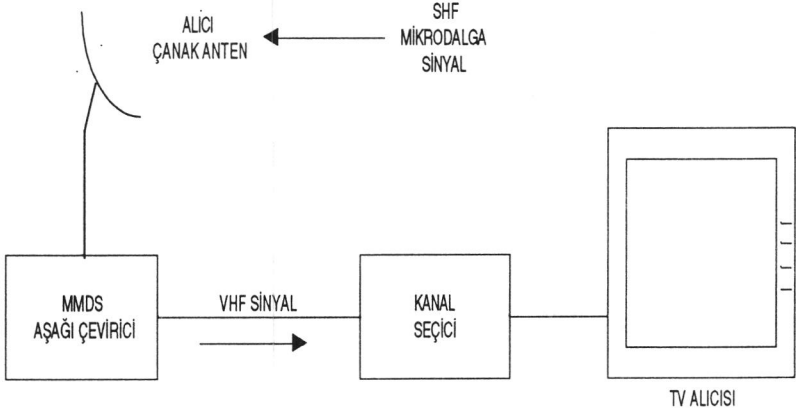 ALICI
ÇANAK ANTEN
SHF
MİKRODALGA
SİNYAL
MMDS
AŞAĞI ÇEVİRİCİ
VHF SİNYAL
KANAL
SEÇİCİ
TV ALICISI